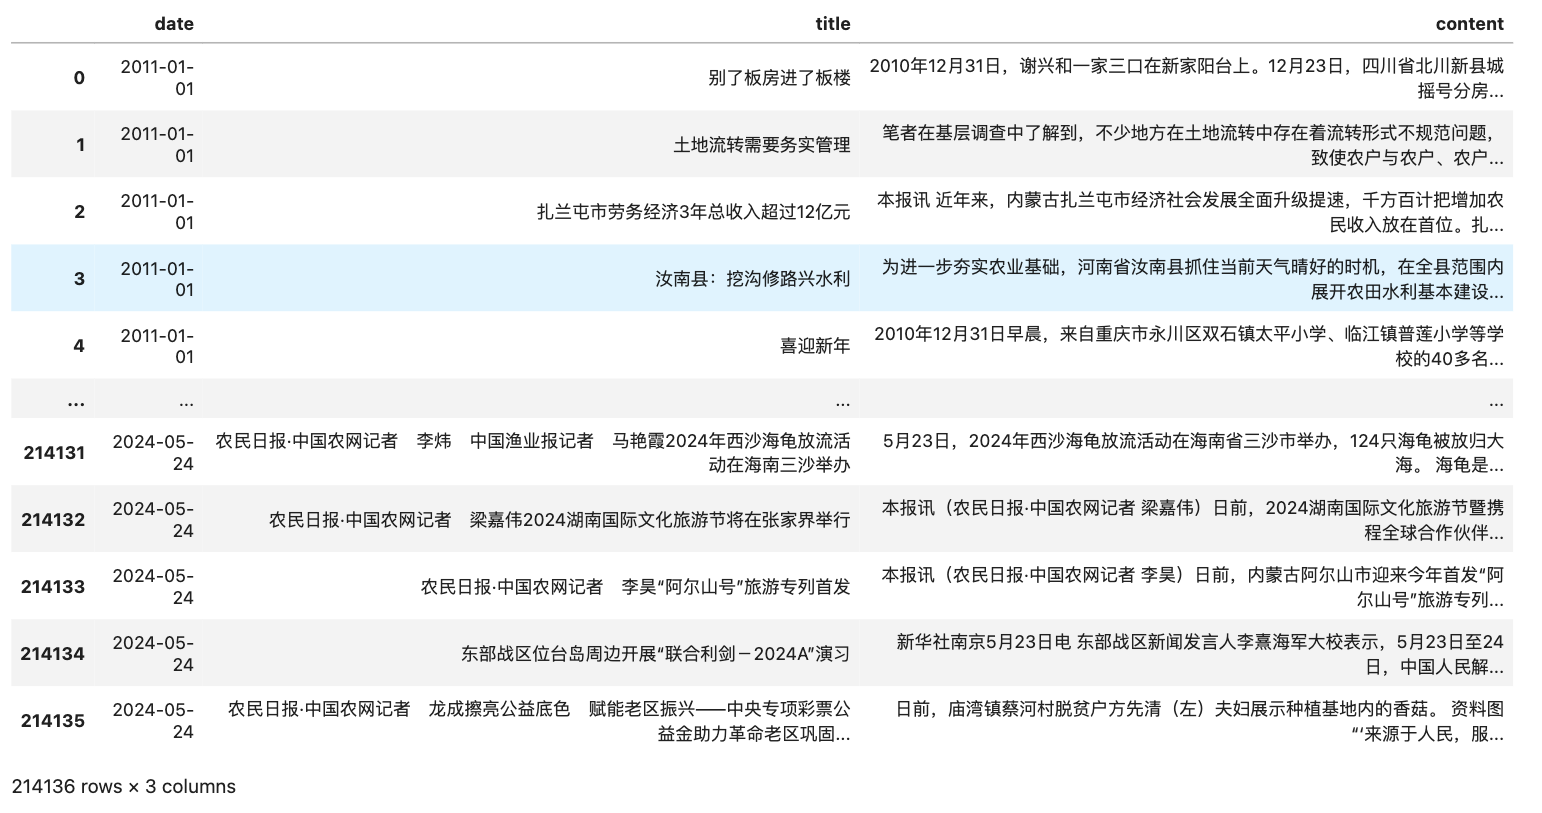 date title content
0 2011-01- 别了板房进了板楼 2010年12月31日，谢兴和一家三口在新家阳台上。12月23日，四川省北川新县城
01 摇号分房...
1 2011-01- 土地流转需要务实管理 笔者在基层调查中了解到，不少地方在土地流转中存在着流转形式不规范问题，
01 致使农户与农户、农户...
2 2011-01- 扎兰屯市劳务经济3年总收入超过12亿元 本报讯 近年来，内蒙古扎兰屯市经济社会发展全面升级提速，千方百计把增加农
01 民收入放在首位。扎...
3 2011-01- 汝南县：挖沟修路兴水利 为进一步夯实农业基础，河南省汝南县抓住当前天气晴好的时机，在全县范围内
01 展开农田水利基本建设...
4 2011-01- 喜迎新年 2010年12月31日早晨，来自重庆市永川区双石镇太平小学、临江镇普莲小学等学
01 校的40多名...
... ... ... ...
214131 2024-05- 农民日报·中国农网记者　李炜　中国渔业报记者　马艳霞2024年西沙海龟放流活 5月23日，2024年西沙海龟放流活动在海南省三沙市举办，124只海龟被放归大
24 动在海南三沙举办 海。 海龟是...
214132 2024-05- 农民日报·中国农网记者　梁嘉伟2024湖南国际文化旅游节将在张家界举行 本报讯（农民日报·中国农网记者 梁嘉伟）日前，2024湖南国际文化旅游节暨携
24 程全球合作伙伴...
214133 2024-05- 农民日报·中国农网记者　李昊“阿尔山号”旅游专列首发 本报讯（农民日报·中国农网记者 李昊）日前，内蒙古阿尔山市迎来今年首发“阿
24 尔山号”旅游专列...
214134 2024-05- 东部战区位台岛周边开展“联合利剑－2024A”演习 新华社南京5月23日电 东部战区新闻发言人李熹海军大校表示，5月23日至24
24 日，中国人民解...
214135 2024-05- 农民日报·中国农网记者　龙成擦亮公益底色　赋能老区振兴——中央专项彩票公 日前，庙湾镇蔡河村脱贫户方先清（左）夫妇展示种植基地内的香菇。 资料图
24 益金助力革命老区巩固... “‘来源于人民，服...
214136 rows × 3 columns